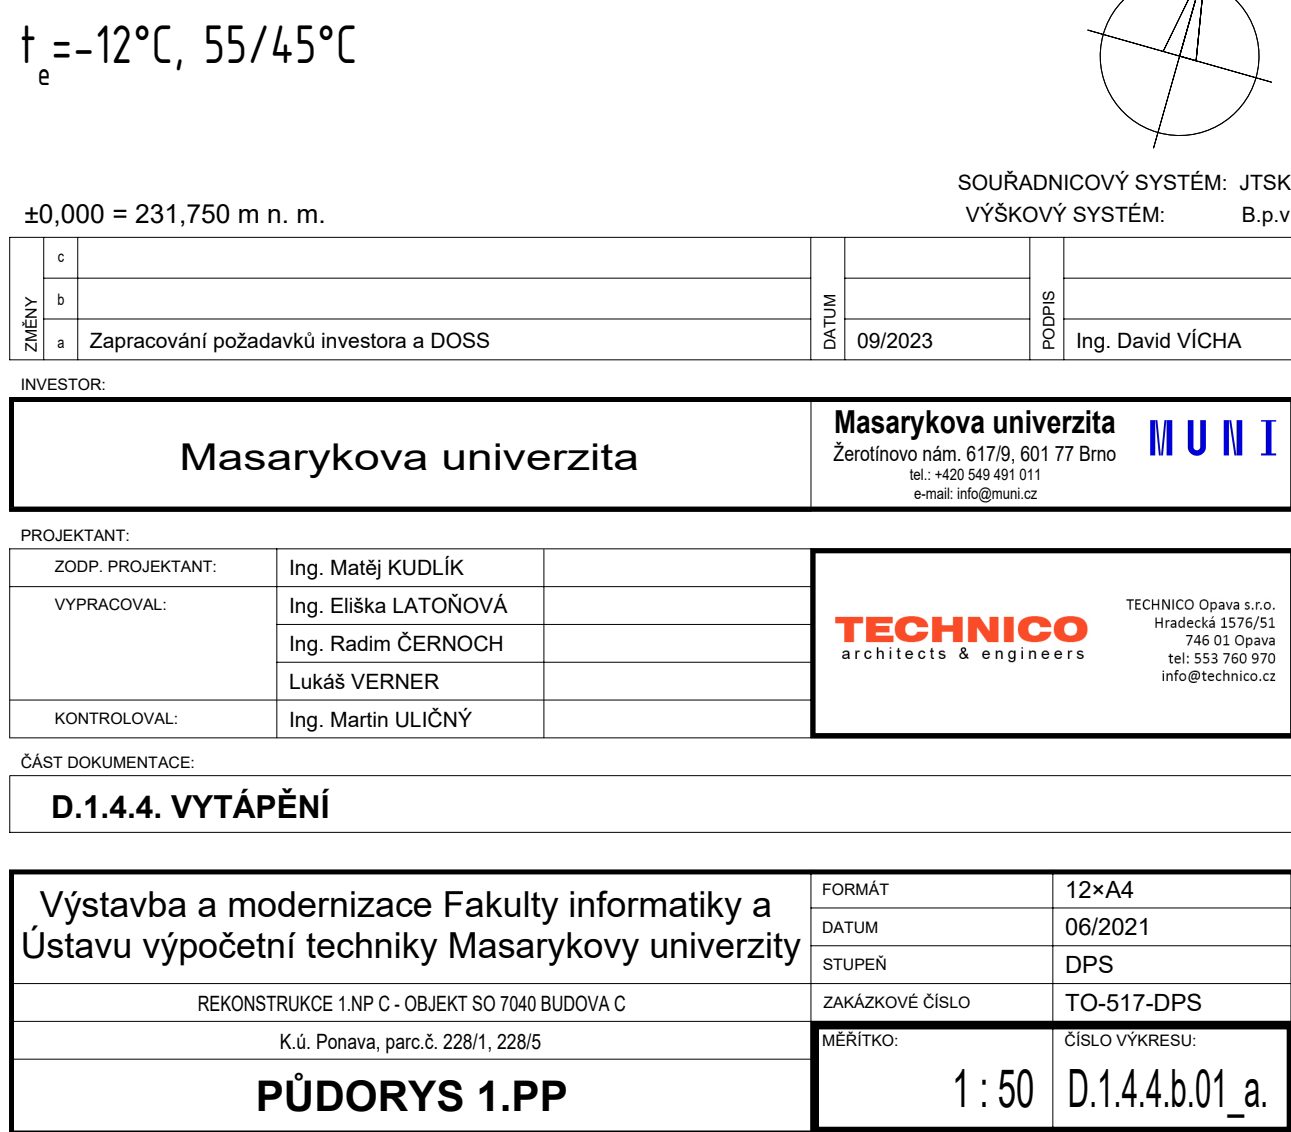 te=-12°C, 55/45°C
SOUŘADNICOVÝ SYSTÉM: JTSK
±0,000 = 231,750 m n. m.
VÝŠKOVÝ SYSTÉM: B.p.v
ZMĚNY
c
b
a Zapracování požadavků investora a DOSS
DATUM
09/2023
PODPIS
Ing. David VÍCHA
INVESTOR:
Masarykova univerzita
Masarykova univerzita
Žerotínovo nám. 617/9, 601 77 Brno
tel.: +420 549 491 011
e-mail: info@muni.cz
MUNI
PROJEKTANT:
ZODP. PROJEKTANT: Ing. Matěj KUDLÍK
VYPRACOVAL: Ing. Eliška LATOŇOVÁ
Ing. Radim ČERNOCH
Lukáš VERNER
KONTROLOVAL: Ing. Martin ULIČNÝ
TECHNICO
architects & engineers
TECHNICO Opava s.r.o.
Hradecká 1576/51
746 01 Opava
tel: 553 760 970
info@technico.cz
ČÁST DOKUMENTACE:
D.1.4.4. VYTÁPĚNÍ
Výstavba a modernizace Fakulty informatiky a
Ústavu výpočetní techniky Masarykovy univerzity
REKONSTRUKCE 1.NP C - OBJEKT SO 7040 BUDOVA C
K.ú. Ponava, parc.č. 228/1, 228/5
PŮDORYS 1.PP
FORMÁT 12×A4
DATUM 06/2021
STUPEŇ DPS
ZAKÁZKOVÉ ČÍSLO TO-517-DPS
MĚŘÍTKO:
1 : 50
ČÍSLO VÝKRESU:
D.1.4.4.b.01_a.